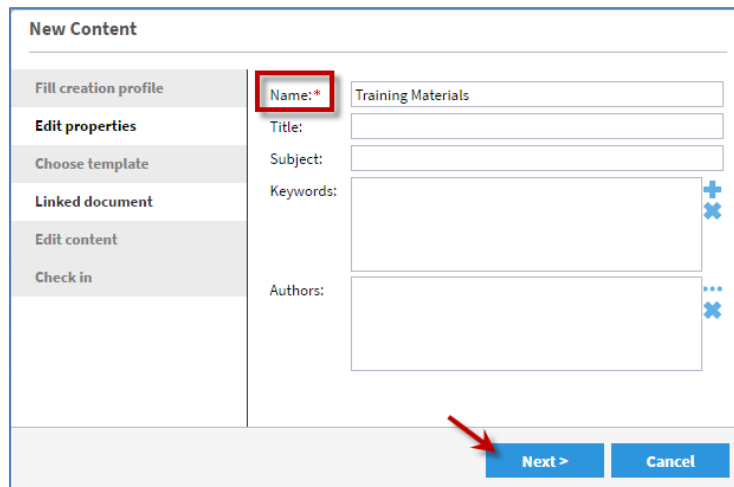 New Content
Fill creation profile
Edit properties
Choose template
Linked document
Edit content
Check in
Name:* Training Materials
Title:
Subject:
Keywords:
Authors:
Next > Cancel